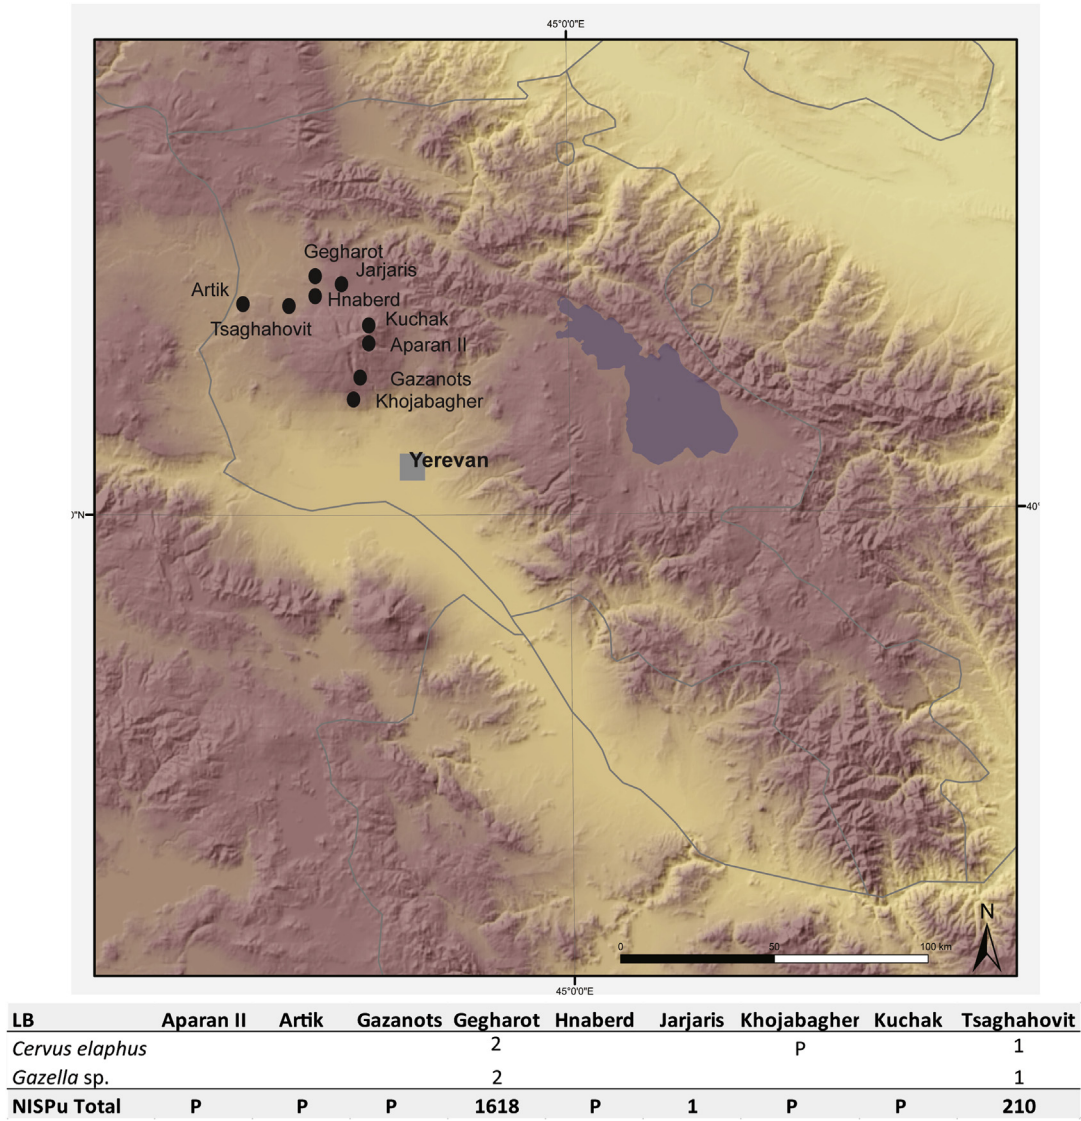 45°0'0"E
Gegharot
Jarjaris
Artik
Hnaberd
Tsaghahovit
Kuchak
Aparan II
Gazanots
Khojabagher
Yerevan
0"N
40°
N
0 50 100 km
45°0'0"E
LB Aparan II Artik Gazanots Gegharot Hnaberd Jarjaris Khojabagher Kuchak Tsaghahovit
Cervus elaphus 2 P 1
Gazella sp. 2 1
NISPu Total P P P 1618 P 1 P P 210